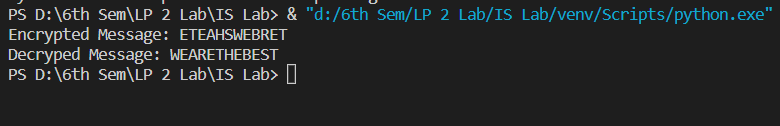 PS D:\6th Sem\LP 2 Lab\IS Lab> & "d:/6th Sem/LP 2 Lab/IS Lab/venv/Scripts/python.exe"
Encrypted Message: ETEAHSWEBRET
Decryped Message: WEARETHEBEST
PS D:\6th Sem\LP 2 Lab\IS Lab>